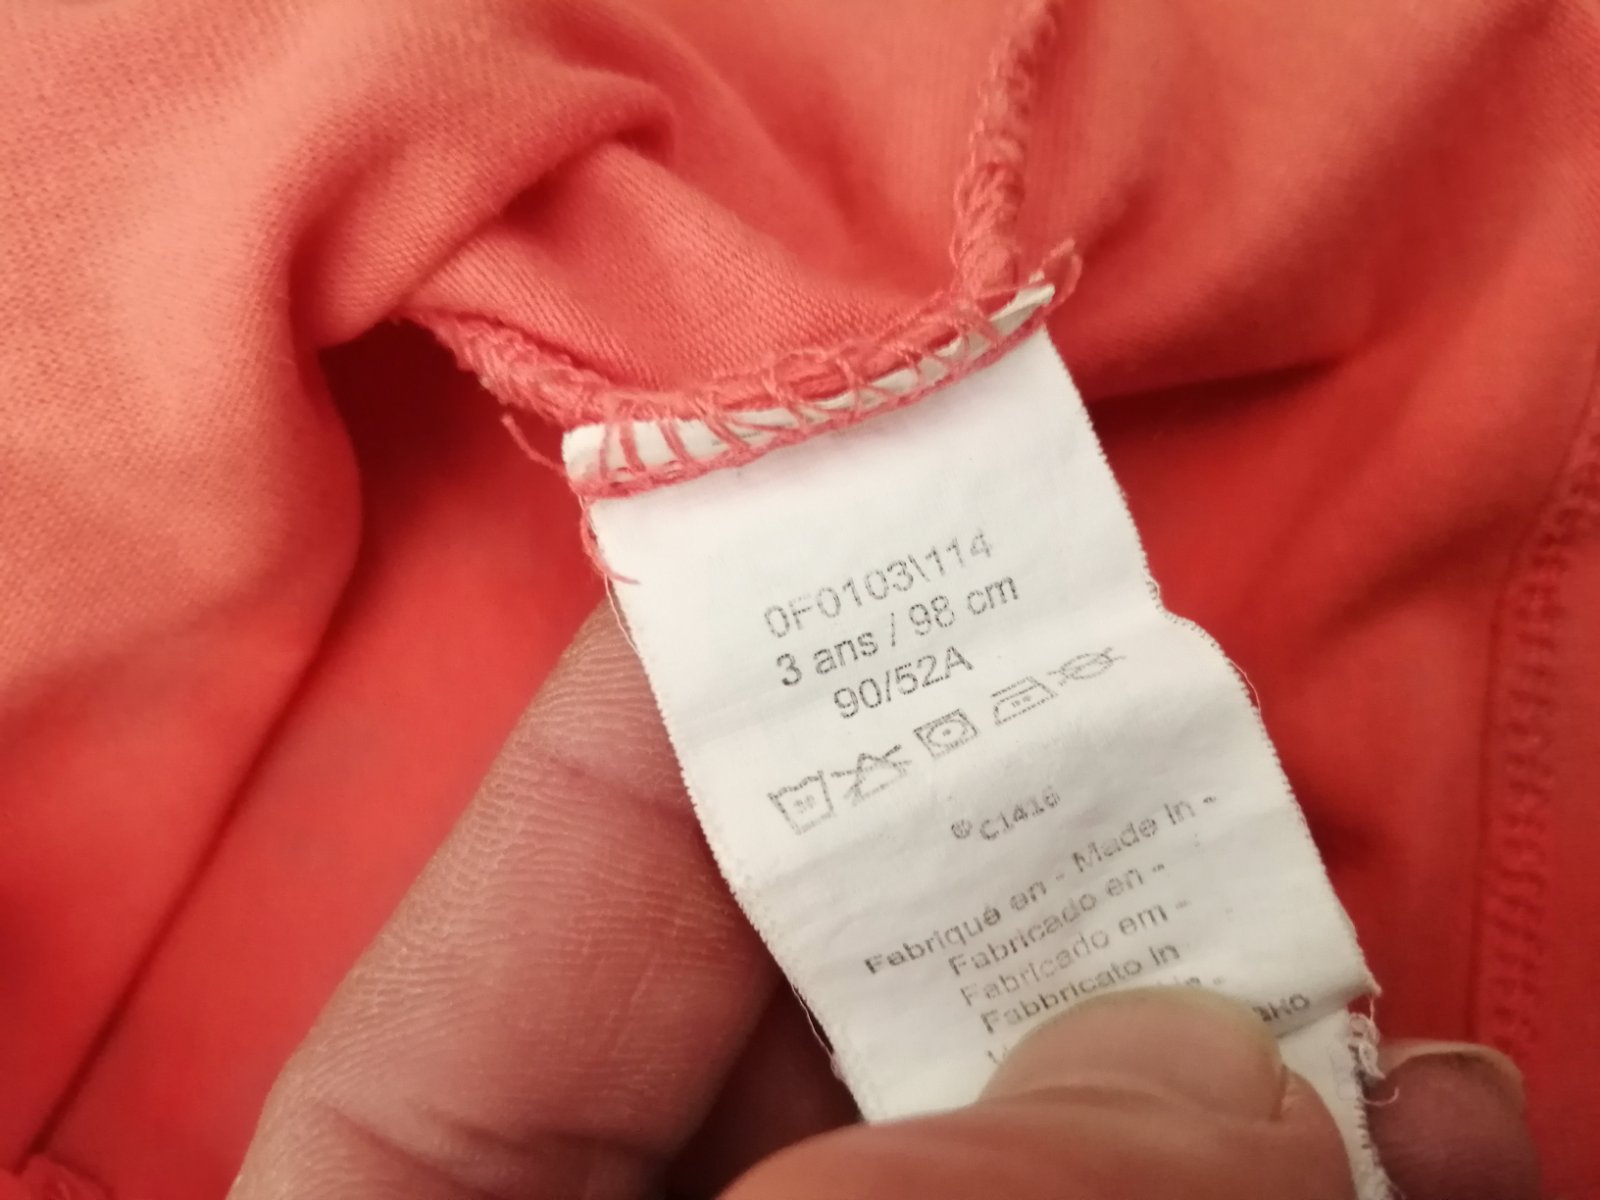 0F0103\114
3 ans / 98 cm
90/52A
30
® C1416
Fabriqué en - Made in -
Fabricado en -
Fabricado em -
Fabbricato in